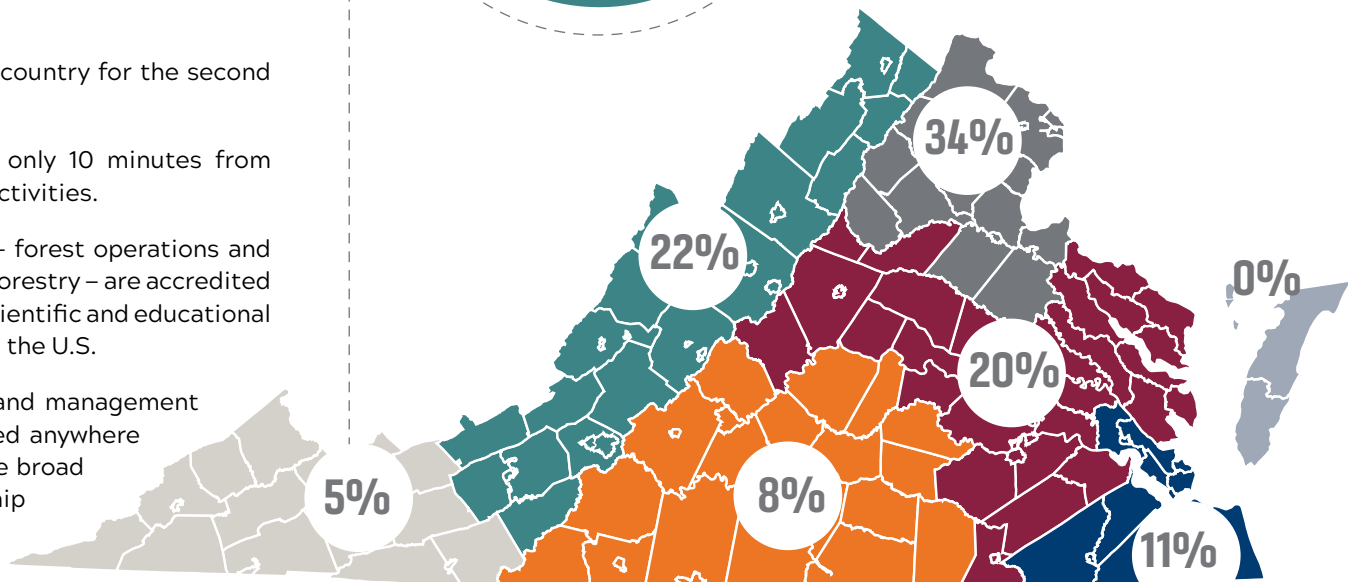 country for the second
only 10 minutes from
ctivities.
– forest operations and
orestry – are accredited
ientific and educational
the U.S.
and management
ed anywhere
e broad
ip
34%
22%
0%
20%
5%
8%
11%